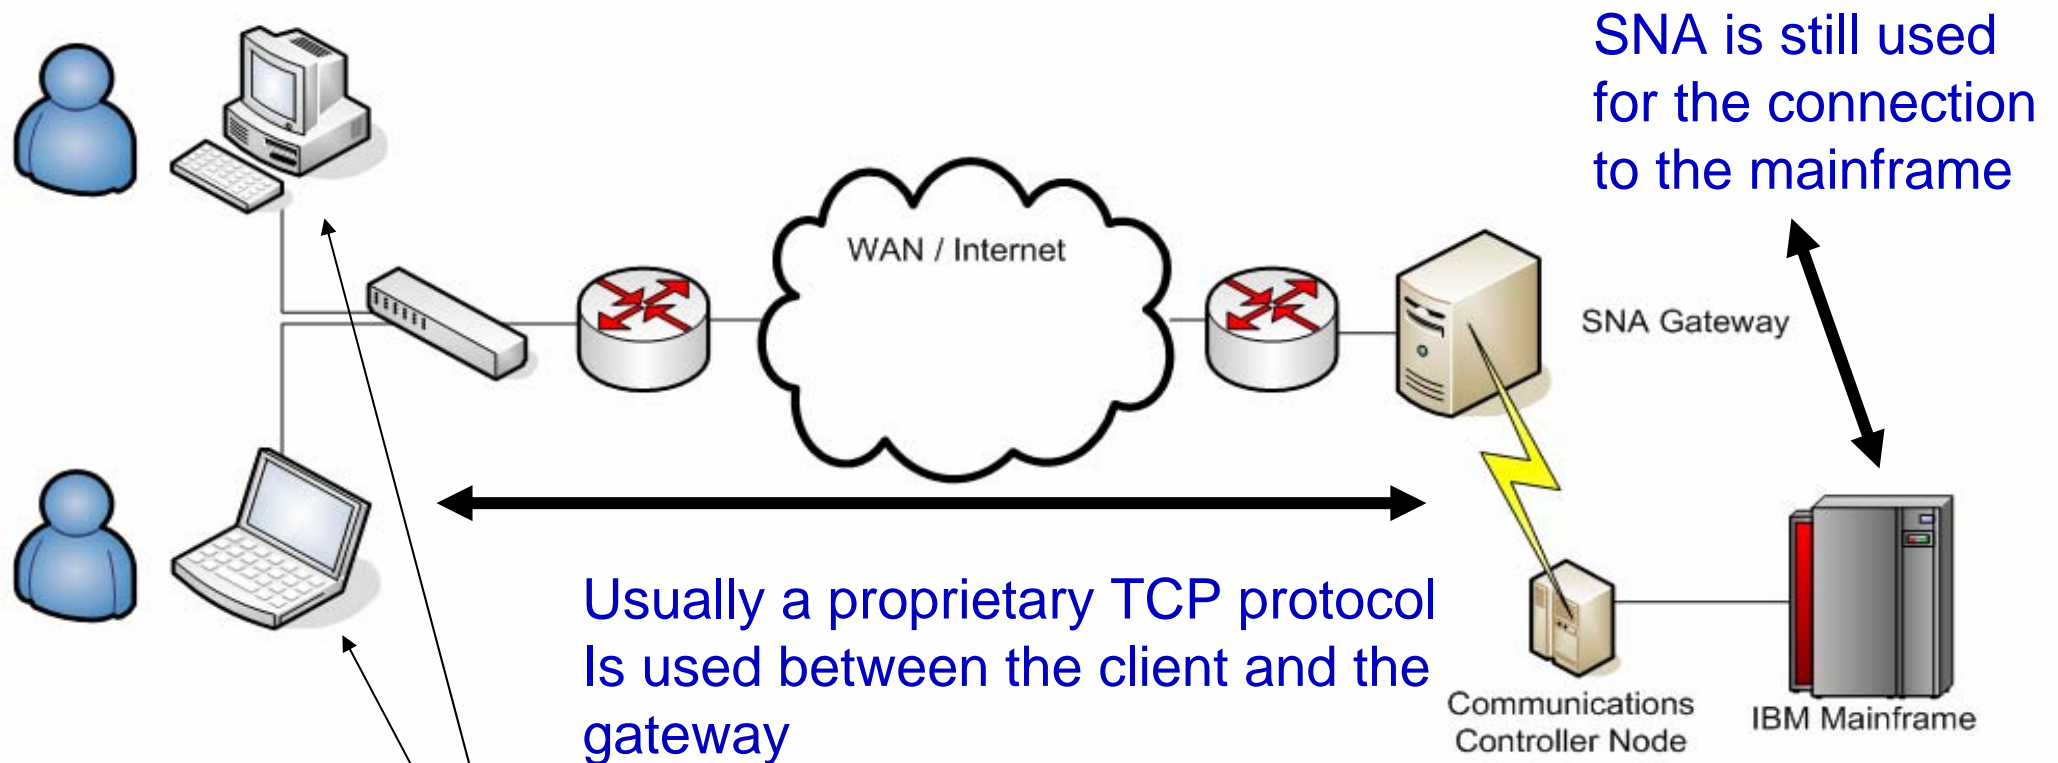 SNA is still used
for the connection
to the mainframe
WAN / Internet
SNA Gateway
Usually a proprietary TCP protocol
Is used between the client and the
gateway
Communications
Controller Node
IBM Mainframe